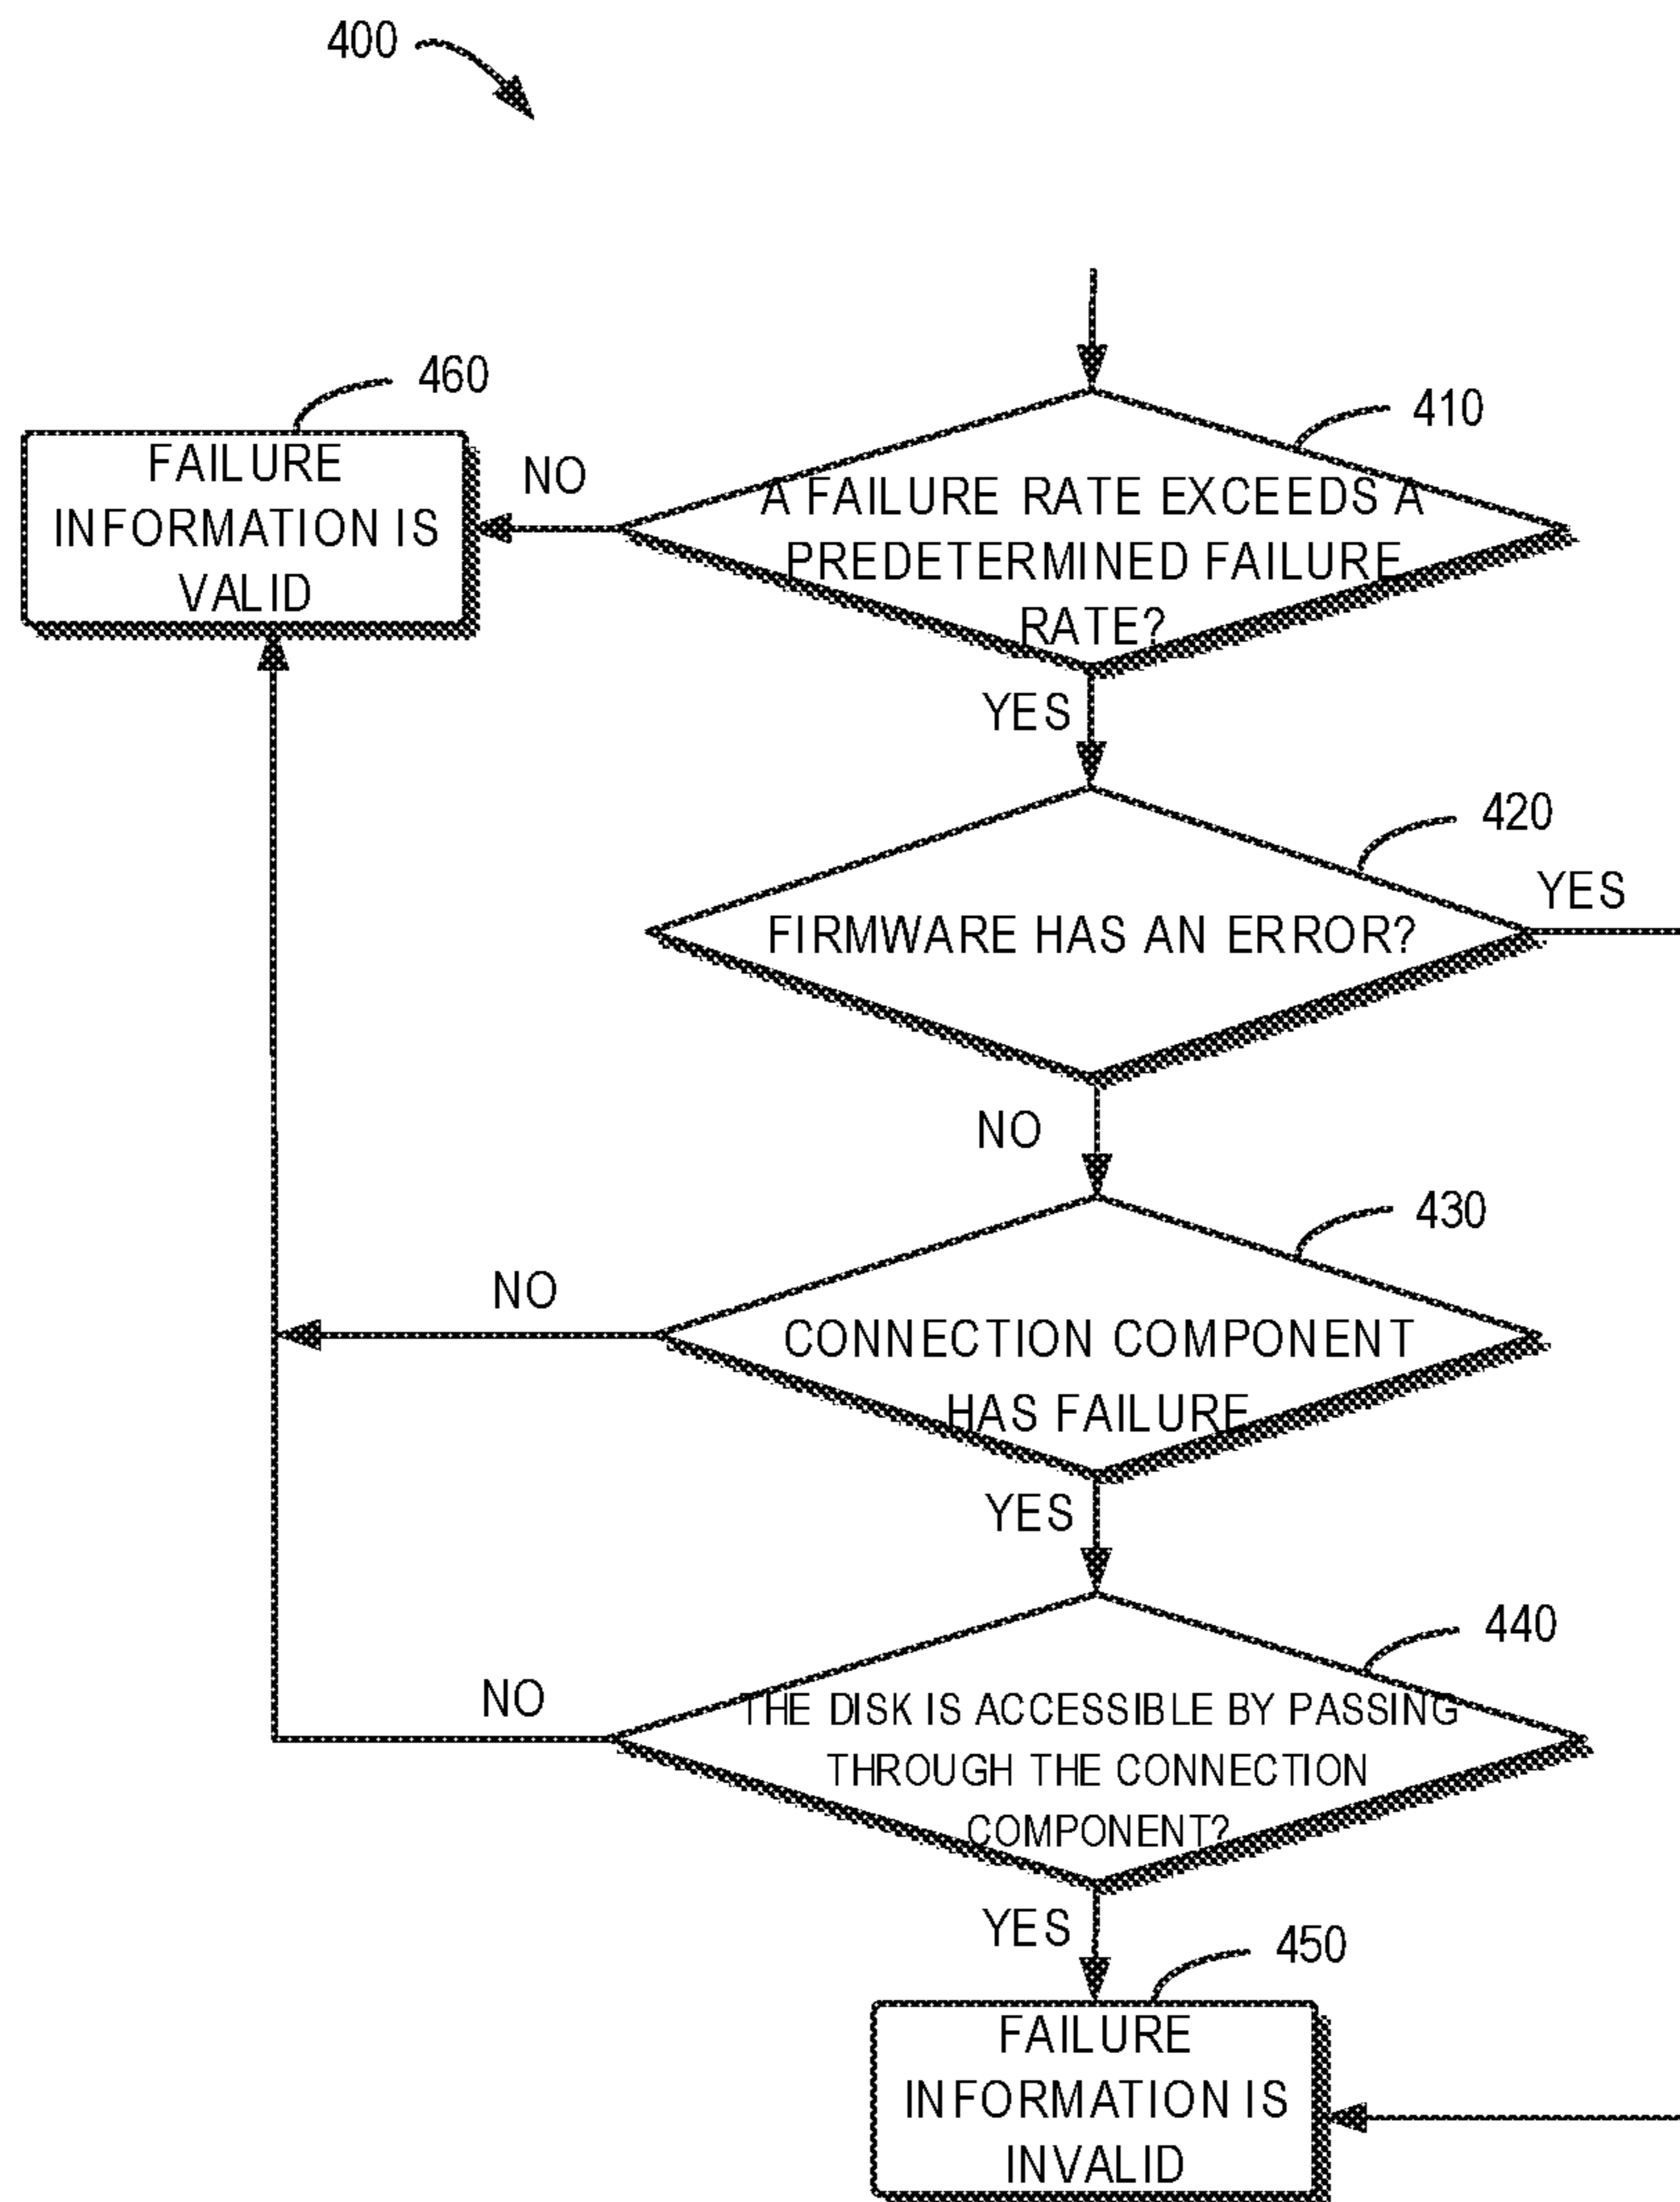 400
460
410
FAILURE
INFORMATION IS
VALID
NO
A FAILURE RATE EXCEEDS A
PREDETERMINED FAILURE
RATE?
YES
420
YES
FIRMWARE HAS AN ERROR?
NO
430
NO
CONNECTION COMPONENT
HAS FAILURE
YES
440
NO
THE DISK IS ACCESSIBLE BY PASSING
THROUGH THE CONNECTION
COMPONENT?
YES
450
FAILURE
INFORMATION IS
INVALID